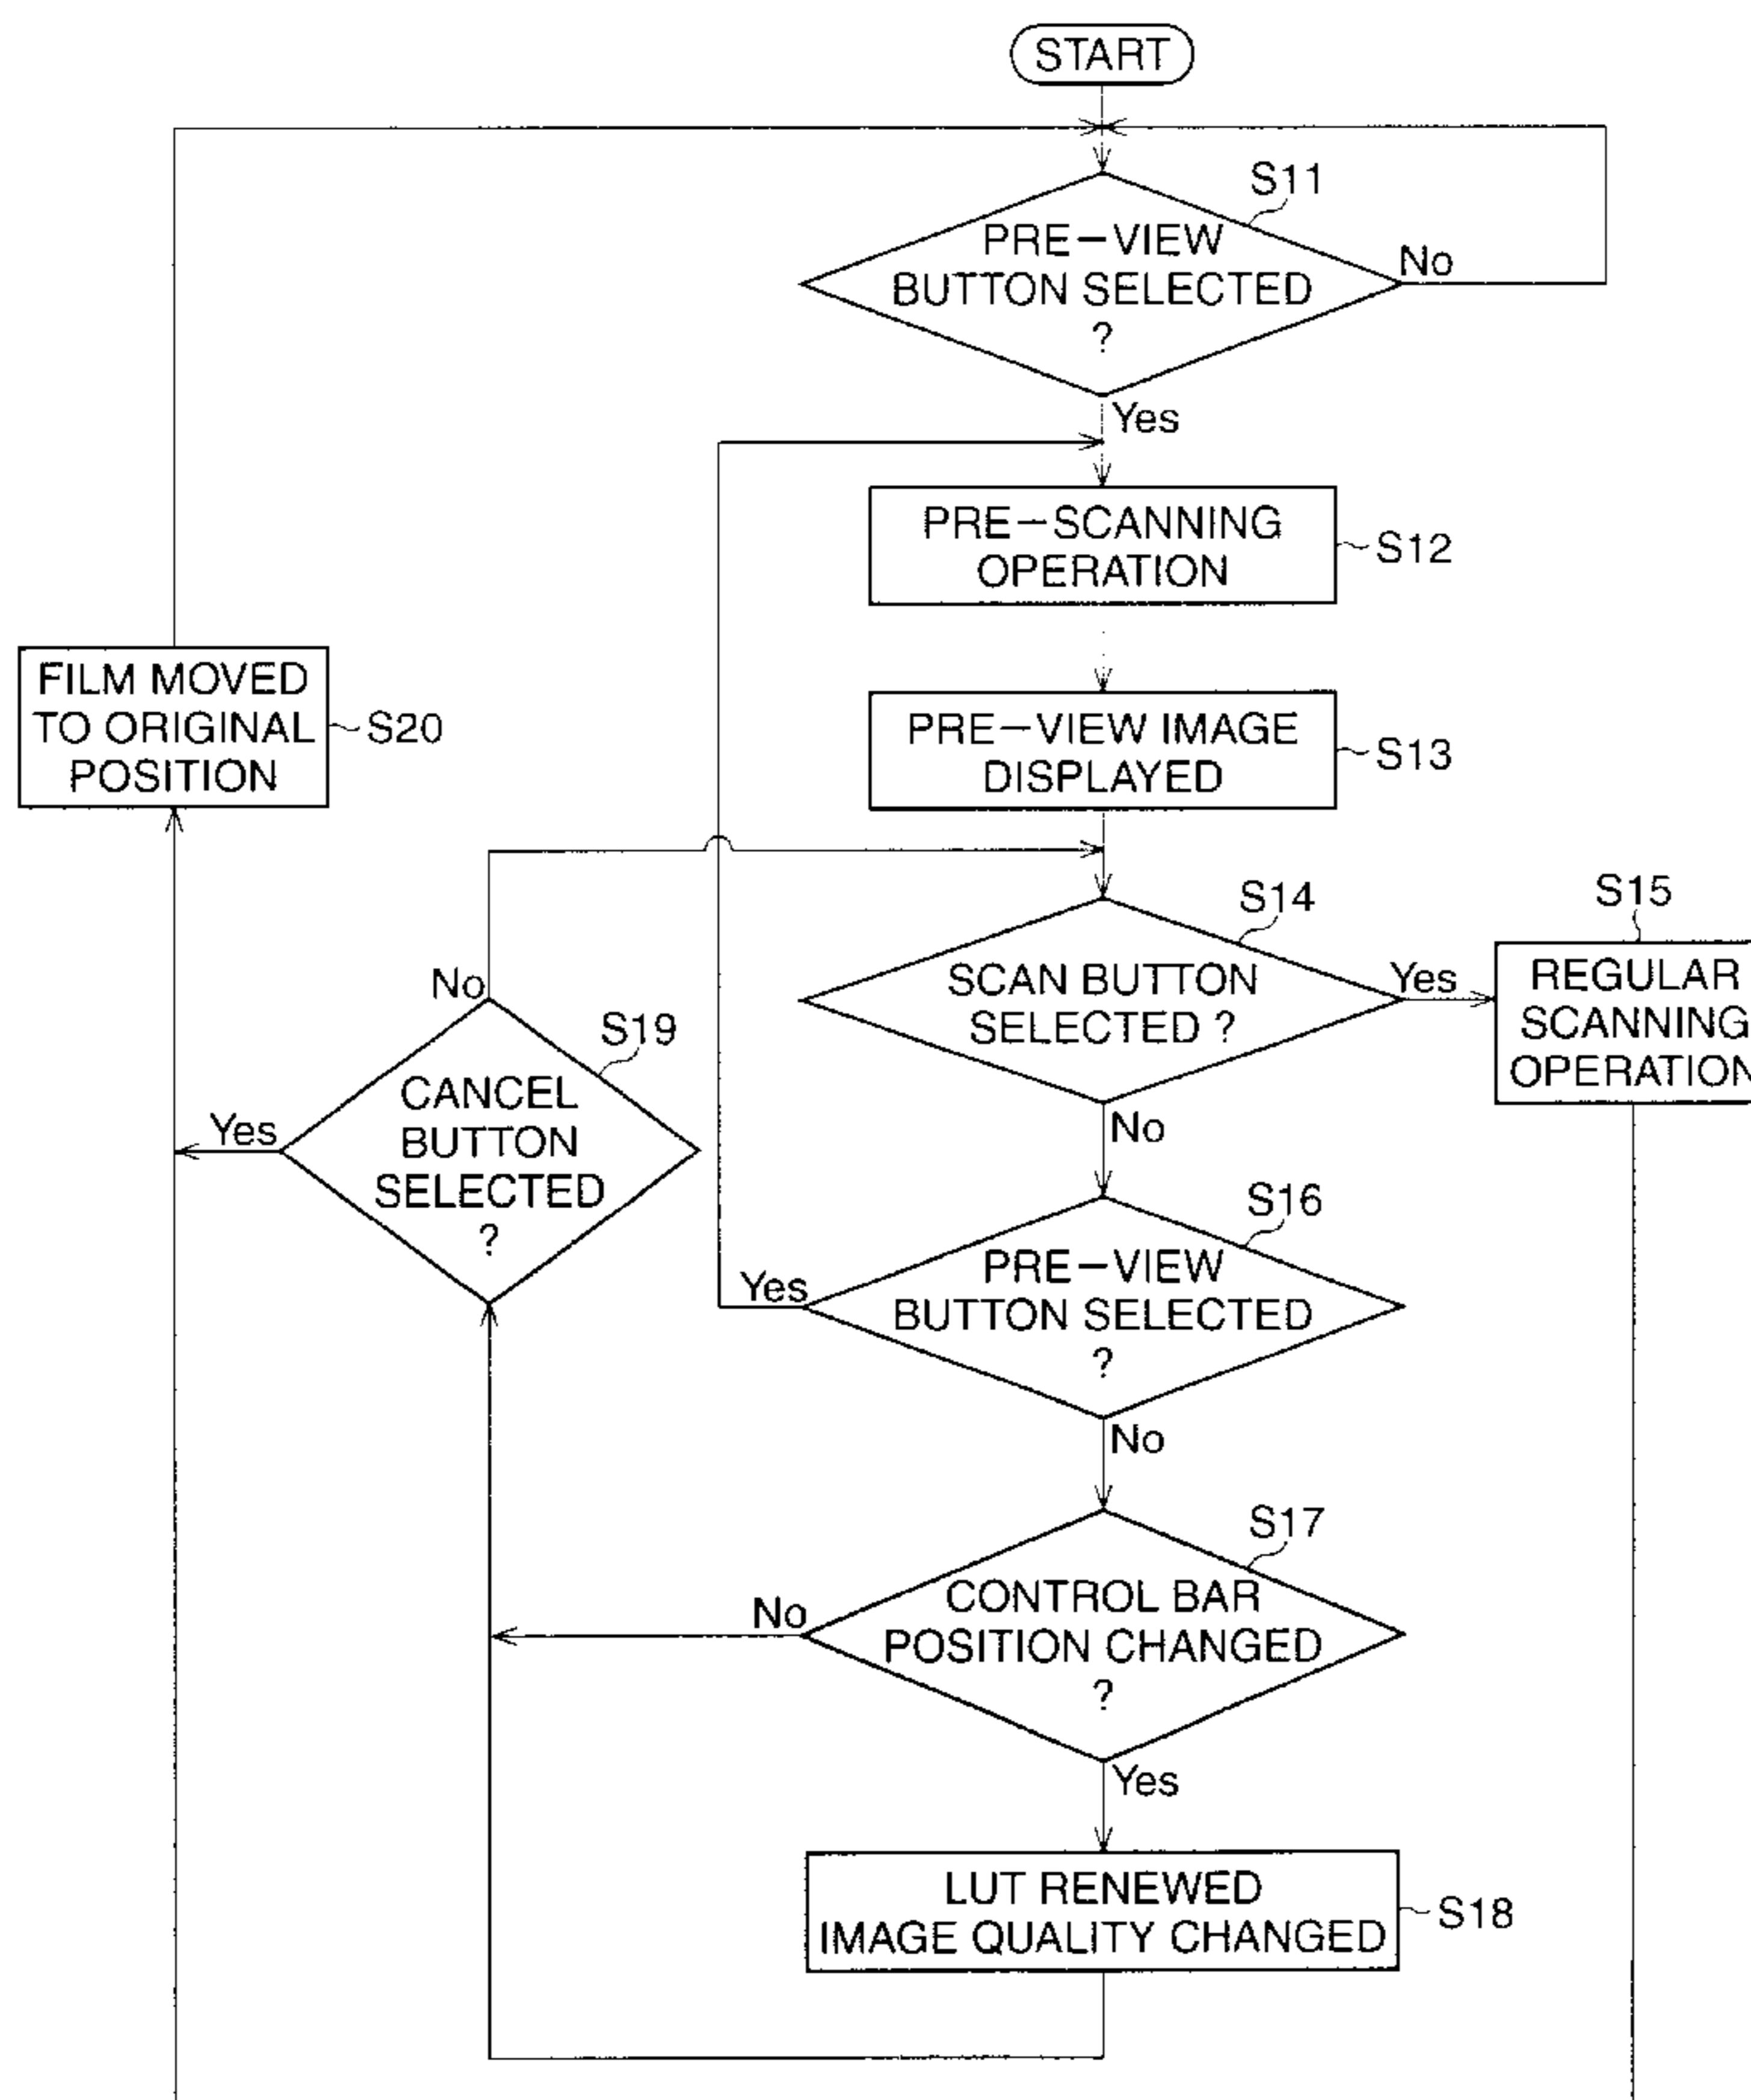 START
S11
PRE-VIEW
BUTTON SELECTED
?
No
Yes
PRE-SCANNING
OPERATION
S12
FILM MOVED
TO ORIGINAL
POSITION
S20
PRE-VIEW IMAGE
DISPLAYED
S13
S14
SCAN BUTTON
SELECTED ?
Yes
No
S15
REGULAR
SCANNING
OPERATION
No
S19
CANCEL
BUTTON
SELECTED
?
Yes
S16
PRE-VIEW
BUTTON SELECTED
?
Yes
No
S17
CONTROL BAR
POSITION CHANGED
?
No
Yes
LUT RENEWED
IMAGE QUALITY CHANGED
S18